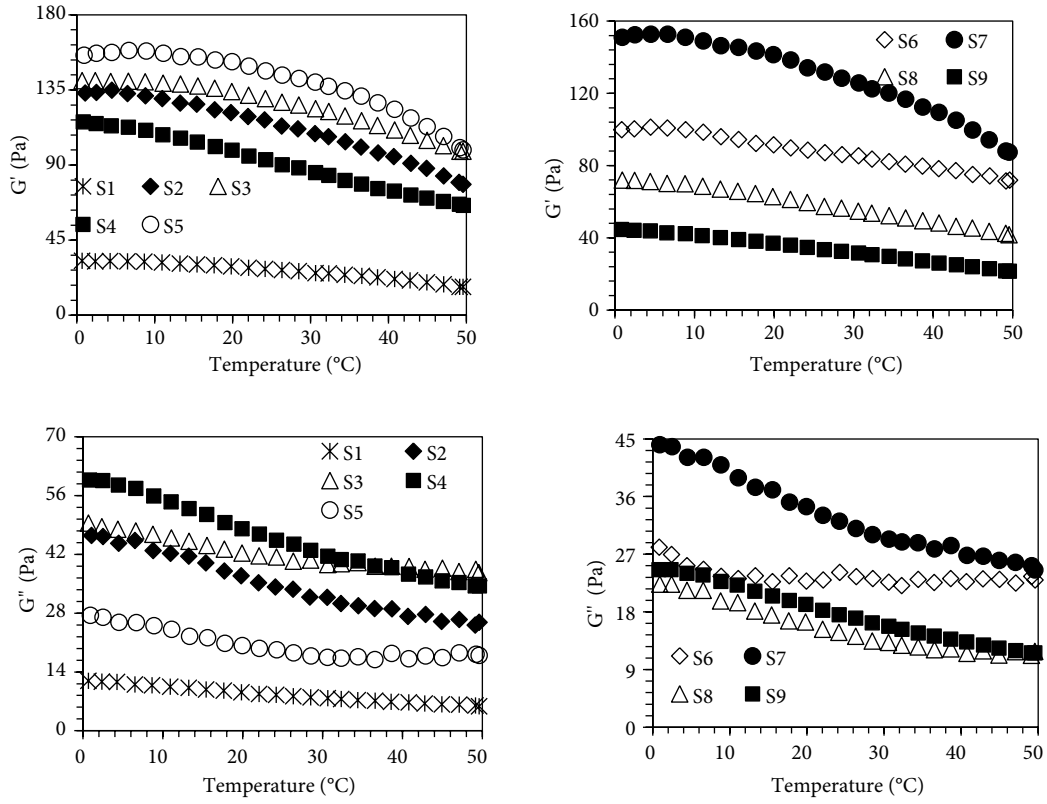 180
135
90
45
0
G' (Pa)
S1 S2 S3
S4 S5
0 10 20 30 40 50
Temperature (°C)
160
120
80
40
0
G' (Pa)
S6 S7
S8 S9
0 10 20 30 40 50
Temperature (°C)
70
56
42
28
14
0
G" (Pa)
S1 S2
S3 S4
S5
0 10 20 30 40 50
Temperature (°C)
45
36
27
18
9
0
G" (Pa)
S6 S7
S8 S9
0 10 20 30 40 50
Temperature (°C)